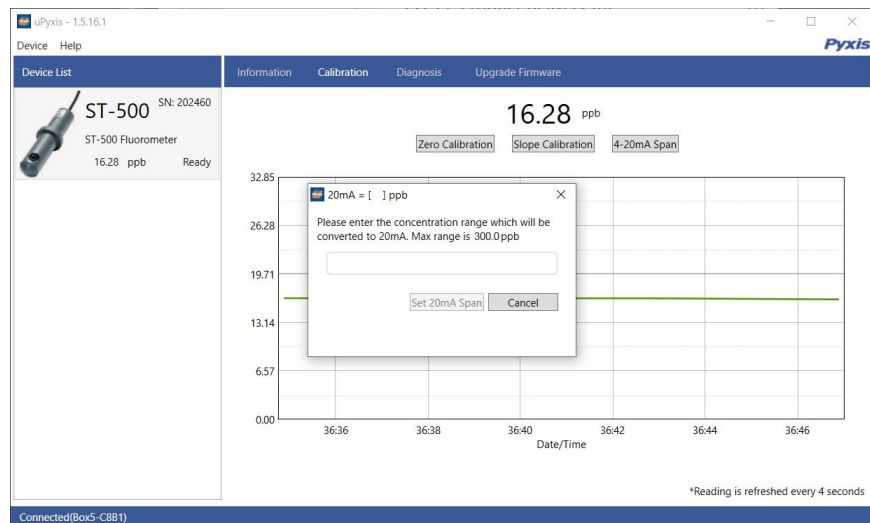 uPyxis - 1.5.16.1
Device Help
Pyxis
Device List
Information Calibration Diagnosis Upgrade Firmware
ST-500 SN: 202460
ST-500 Fluorometer
16.28 ppb Ready
16.28 ppb
Zero Calibration Slope Calibration 4-20mA Span
32.85
26.28
19.71
13.14
6.57
0.00
20mA = [ ] ppb
Please enter the concentration range which will be
converted to 20mA. Max range is 300.0ppb
Set 20mA Span Cancel
36:36 36:38 36:40 36:42 36:44 36:46
Date/Time
*Reading is refreshed every 4 seconds
Connected(Box5-C8B1)